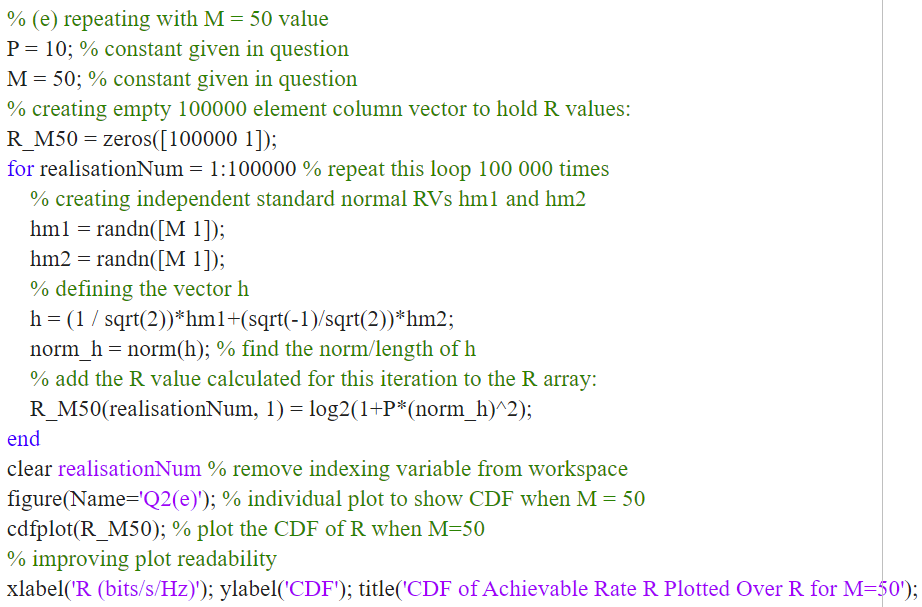 % (e) repeating with M = 50 value
P = 10; % constant given in question
M = 50; % constant given in question
% creating empty 100000 element column vector to hold R values:
R_M50 = zeros([100000 1]);
for realisationNum = 1:100000 % repeat this loop 100 000 times
% creating independent standard normal RVs hm1 and hm2
hm1 = randn([M 1]);
hm2 = randn([M 1]);
% defining the vector h
h = (1 / sqrt(2))*hm1+(sqrt(-1)/sqrt(2))*hm2;
norm_h = norm(h); % find the norm/length of h
% add the R value calculated for this iteration to the R array:
R_M50(realisationNum, 1) = log2(1+P*(norm_h)^2);
end
clear realisationNum % remove indexing variable from workspace
figure(Name='Q2(e)'); % individual plot to show CDF when M = 50
cdfplot(R_M50); % plot the CDF of R when M=50
% improving plot readability
xlabel('R (bits/s/Hz)'); ylabel('CDF'); title('CDF of Achievable Rate R Plotted Over R for M=50');